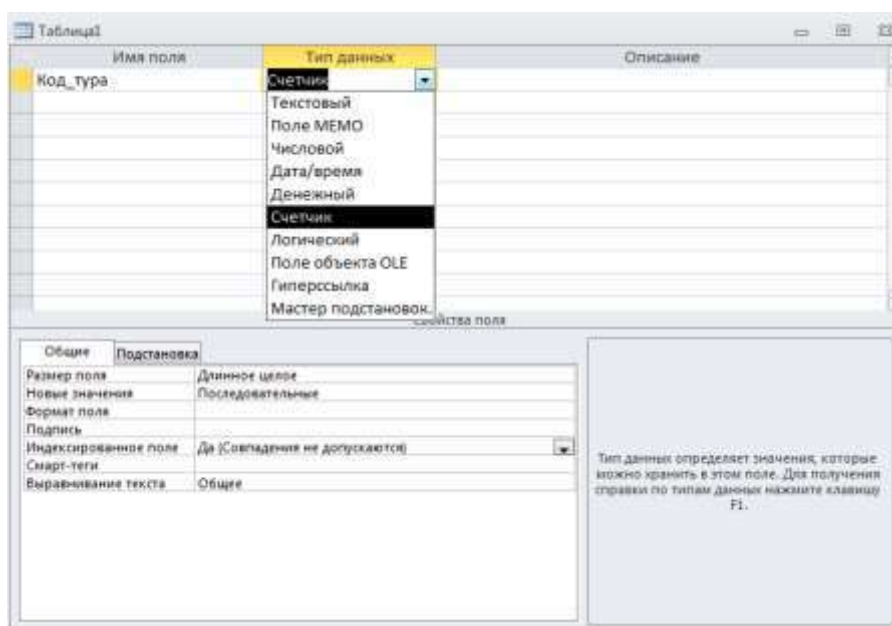 Таблица1
Имя поля Тип данных Описание
Код_тура Счетчик
Текстовый
Поле МЕМО
Числовой
Дата/время
Денежный
Счетчик
Логический
Поле объекта OLE
Гиперссылка
Мастер подстановок..
Свойства поля
Общие Подстановка
Размер поля Длинное целое
Новые значения Последовательные
Формат поля
Подпись
Индексированное поле Да (Совпадения не допускаются)
Смарт-теги
Выравнивание текста Общее
Тип данных определяет значения, которые
можно хранить в этом поле. Для получения
справки по типам данных нажмите клавишу
F1.